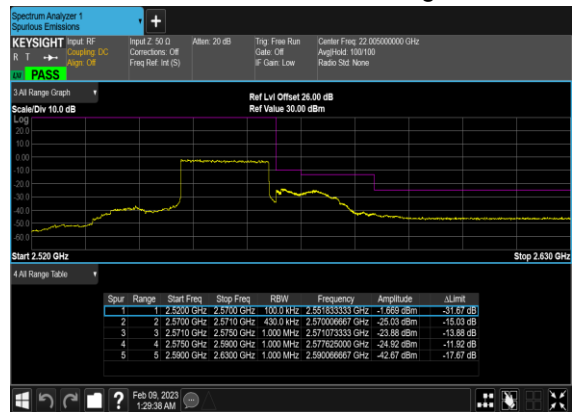 Spectrum Analyzer 1
Spurious Emissions
KEYSIGHT Input: RF Input Z: 50 Ω Atten: 20 dB Trig: Free Run Center Freq: 22.005000000 GHz
R T Coupling: DC Corrections: Off Gate: Off Avg|Hold: 100/100
Align: Off Freq Ref: Int (S) IF Gain: Low Radio Std: None
PASS
3 All Range Graph
Ref Lvl Offset 26.00 dB
Scale/Div 10.0 dB Ref Value 30.00 dBm
Log
20.0
10.0
0.00
-10.0
-20.0
-30.0
-40.0
-50.0
-60.0
Start 2.520 GHz Stop 2.630 GHz
4 All Range Table
Spur Range Start Freq Stop Freq RBW Frequency Amplitude ΔLimit
1 1 2.5200 GHz 2.5700 GHz 100.0 kHz 2.551833333 GHz -1.669 dBm -31.67 dB
2 2 2.5700 GHz 2.5710 GHz 430.0 kHz 2.570006667 GHz -25.03 dBm -15.03 dB
3 3 2.5710 GHz 2.5750 GHz 1.000 MHz 2.571073333 GHz -23.88 dBm -13.88 dB
4 4 2.5750 GHz 2.5900 GHz 1.000 MHz 2.577625000 GHz -24.92 dBm -11.92 dB
5 5 2.5900 GHz 2.6300 GHz 1.000 MHz 2.590066667 GHz -42.67 dBm -17.67 dB
Feb 09, 2023
1:29:38 AM